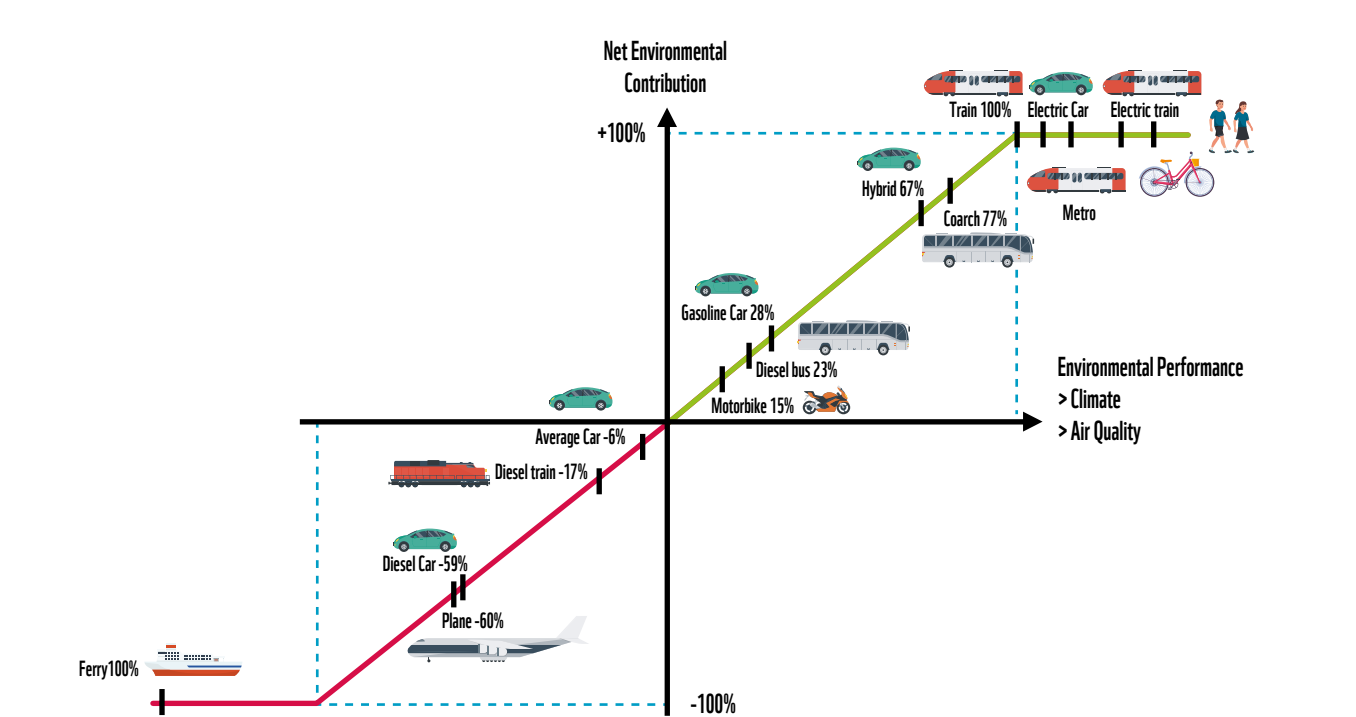 Net Environmental
Contribution
+100%
Train 100%
Electric Car
Electric train
Hybrid 67%
Coarch 77%
Metro
Gasoline Car 28%
Diesel bus 23%
Motorbike 15%
Environmental Performance
> Climate
> Air Quality
Average Car -6%
Diesel train -17%
Diesel Car -59%
Plane -60%
Ferry100%
-100%